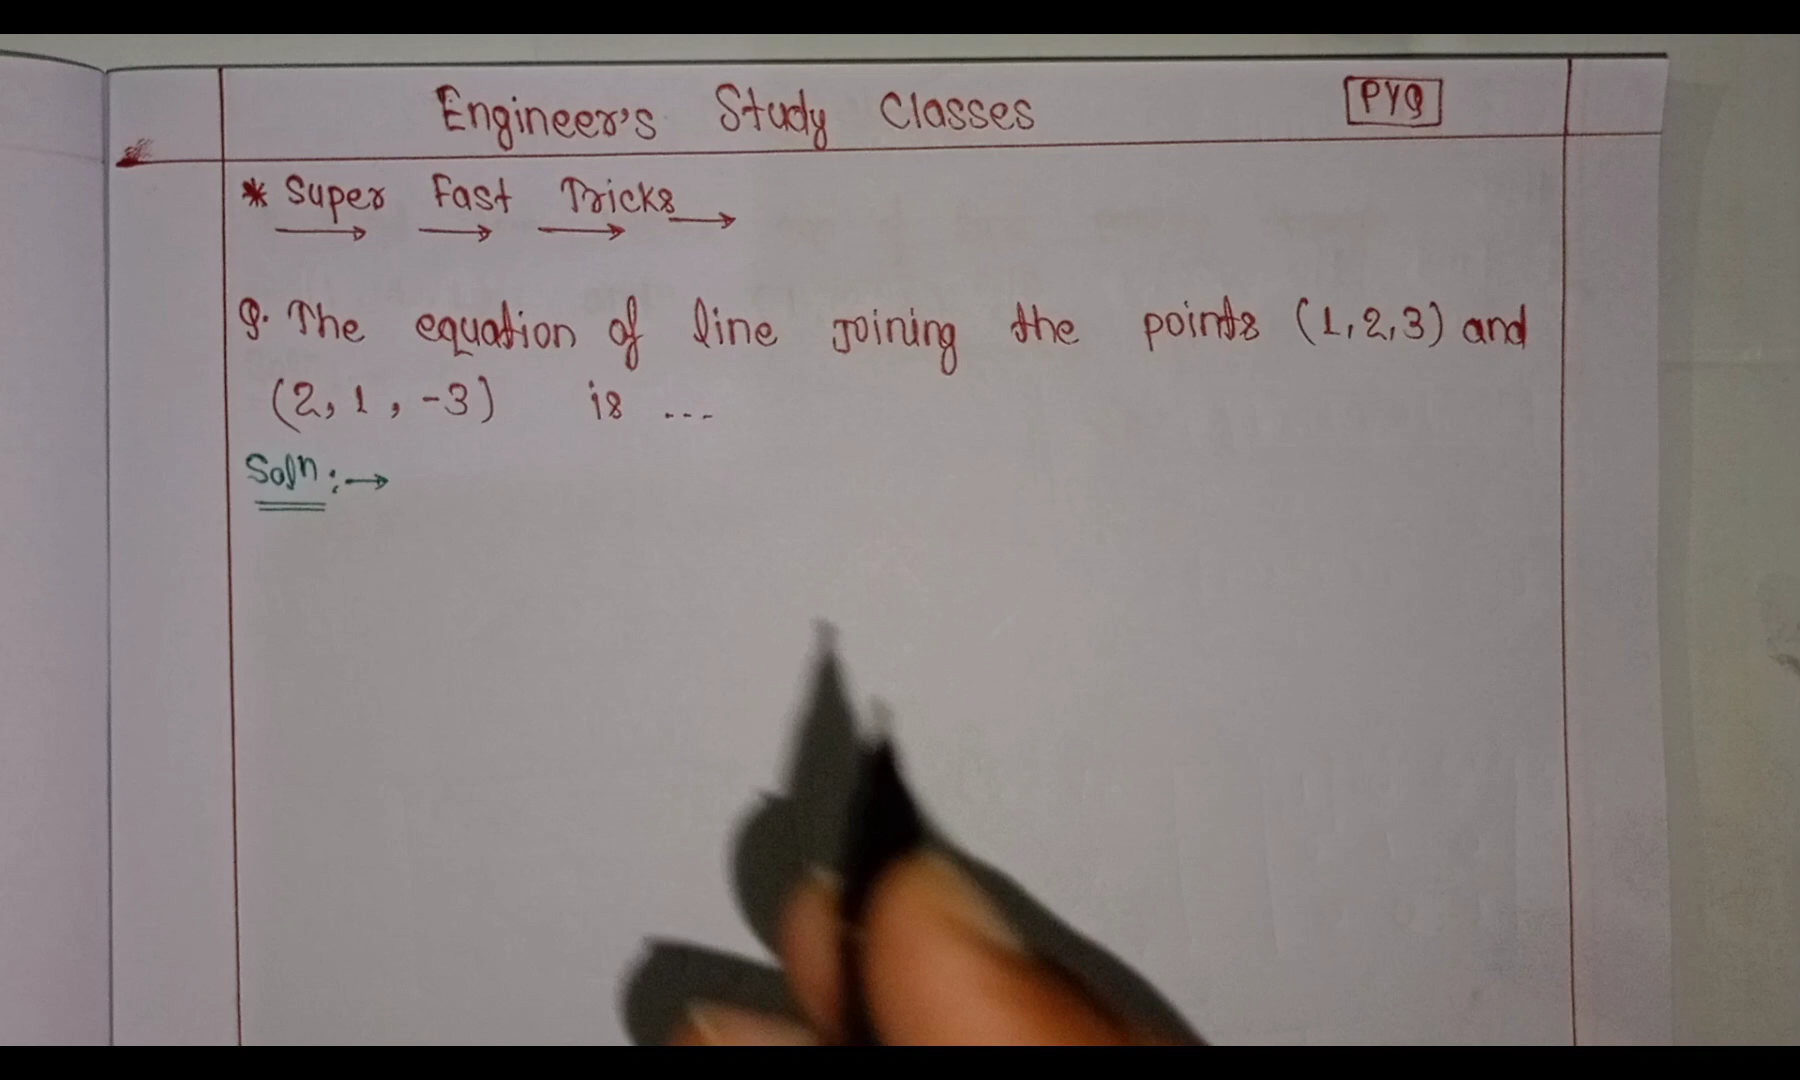 Engineer's Study Classes PYQ
* Super Fast Tricks
Q. The equation of line joining the points (1,2,3) and
(2, 1, -3) is ...
Soln :→